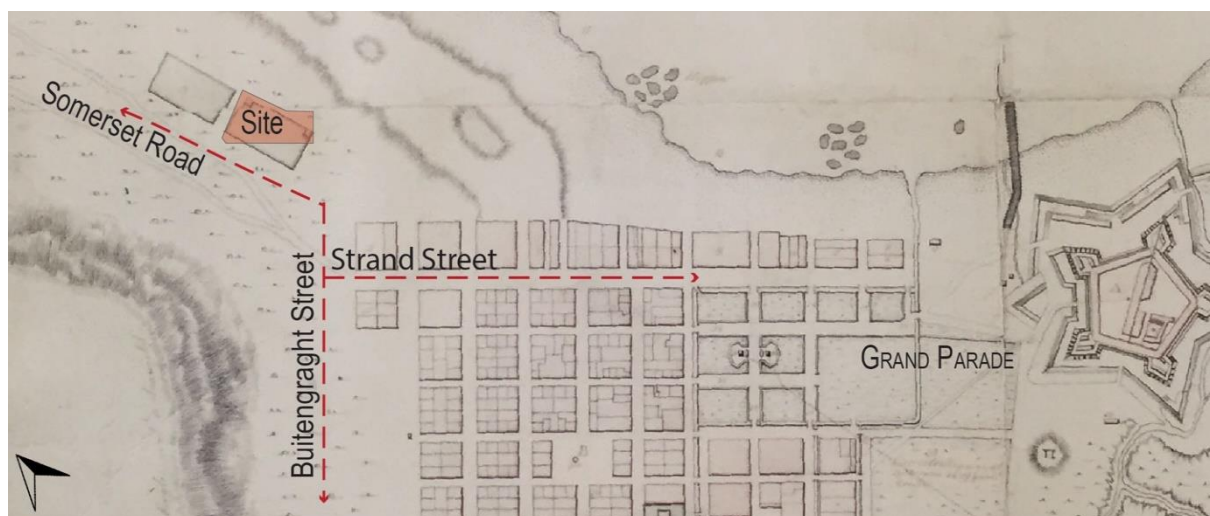 Somerset Road
Site
Strand Street
Buitengraght Street
GRAND PARADE